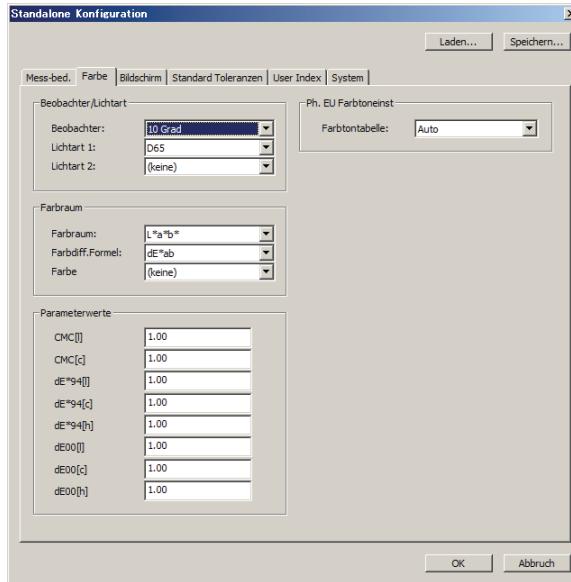 Standalone Konfiguration
Laden... Speichern...
Mess-bed. Farbe Bildschirm Standard Toleranzen User Index System
Beobachter/Lichtart
Beobachter: 10 Grad
Lichtart 1: D65
Lichtart 2: (keine)
Ph. EU Farbtoneinst
Farbtontabelle: Auto
Farbraum
Farbraum: L*a*b*
Farbdiff.Formel: dE*ab
Farbe (keine)
Parameterwerte
CMC[l] 1.00
CMC[c] 1.00
dE*94[l] 1.00
dE*94[c] 1.00
dE*94[h] 1.00
dE00[l] 1.00
dE00[c] 1.00
dE00[h] 1.00
OK Abbruch